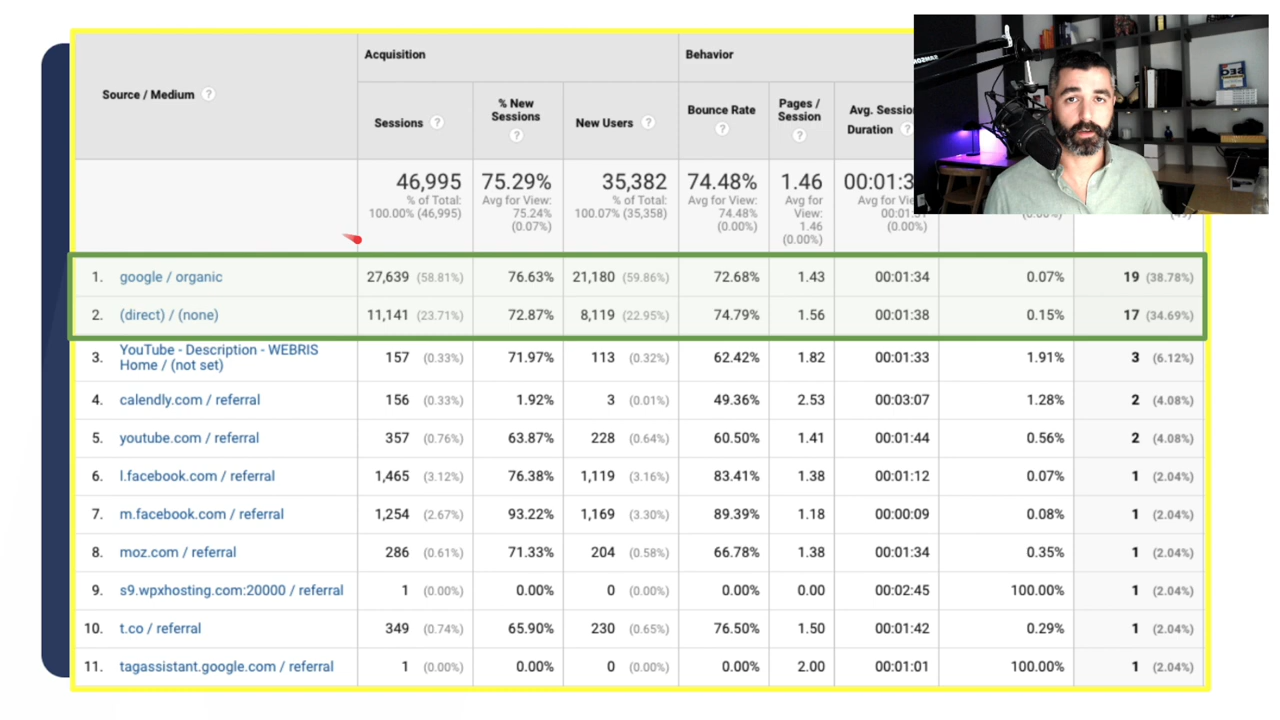 Acquisition
Behavior
Source / Medium ?
Sessions ?
% New
Sessions
?
New Users ?
Bounce Rate
?
Pages /
Session
?
Avg.
Duration ?
46,995
% of Total:
100.00% (46,995)
75.29%
Avg for View:
75.24%
(0.07%)
35,382
% of Total:
100.07% (35,358)
74.48%
Avg for View:
74.48%
(0.00%)
1.46
Avg for
View:
1.46
(0.00%)
Avg for
(0.00%)
1. google / organic 27,639 (58.81%) 76.63% 21,180 (59.86%) 72.68% 1.43 00:01:34 0.07% 19 (38.78%)
2. (direct) / (none) 11,141 (23.71%) 72.87% 8,119 (22.95%) 74.79% 1.56 00:01:38 0.15% 17 (34.69%)
3. YouTube - Description - WEBRIS
Home / (not set) 157 (0.33%) 71.97% 113 (0.32%) 62.42% 1.82 00:01:33 1.91% 3 (6.12%)
4. calendly.com / referral 156 (0.33%) 1.92% 3 (0.01%) 49.36% 2.53 00:03:07 1.28% 2 (4.08%)
5. youtube.com / referral 357 (0.76%) 63.87% 228 (0.64%) 60.50% 1.41 00:01:44 0.56% 2 (4.08%)
6. l.facebook.com / referral 1,465 (3.12%) 76.38% 1,119 (3.16%) 83.41% 1.38 00:01:12 0.07% 1 (2.04%)
7. m.facebook.com / referral 1,254 (2.67%) 93.22% 1,169 (3.30%) 89.39% 1.18 00:00:09 0.08% 1 (2.04%)
8. moz.com / referral 286 (0.61%) 71.33% 204 (0.58%) 66.78% 1.38 00:01:34 0.35% 1 (2.04%)
9. s9.wpxhosting.com:20000 / referral 1 (0.00%) 0.00% 0 (0.00%) 0.00% 0.00 00:02:45 100.00% 1 (2.04%)
10. t.co / referral 349 (0.74%) 65.90% 230 (0.65%) 76.50% 1.50 00:01:42 0.29% 1 (2.04%)
11. tagassistant.google.com / referral 1 (0.00%) 0.00% 0 (0.00%) 0.00% 2.00 00:01:01 100.00% 1 (2.04%)